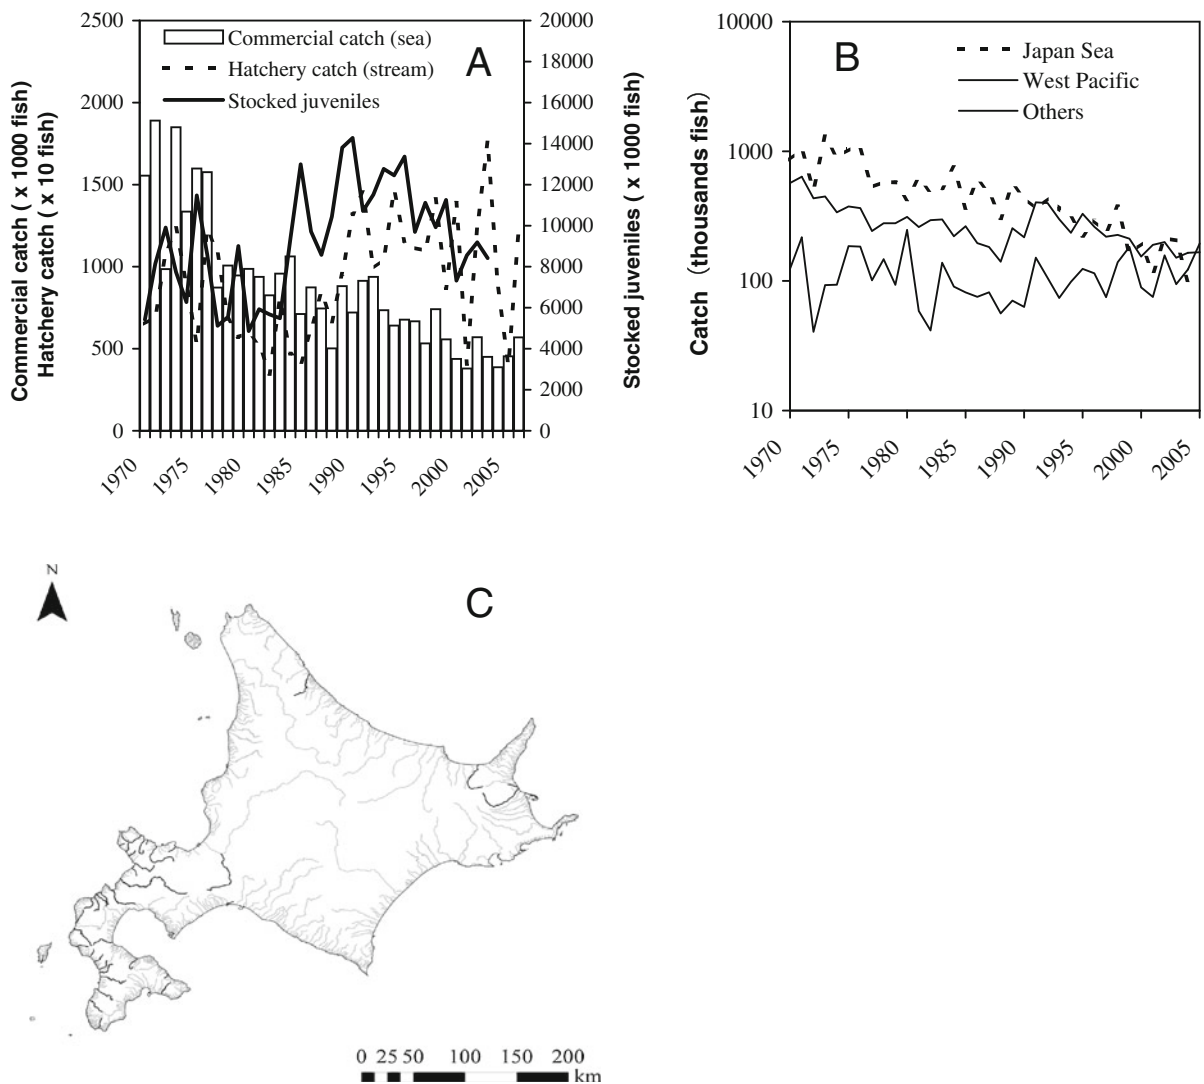 2500
2000
1500
1000
500
0
Commercial catch ( x 1000 fish)
Hatchery catch ( x 10 fish)
Commercial catch (sea)
Hatchery catch (stream)
Stocked juveniles
A
20000
18000
16000
14000
12000
10000
8000
6000
4000
2000
0
Stocked juveniles ( x 1000 fish)
1970
1975
1980
1985
1990
1995
2000
2005
10000
1000
100
10
Catch (thousands fish)
B
Japan Sea
West Pacific
Others
1970
1975
1980
1985
1990
1995
2000
2005
N
C
0 25 50 100 150 200
km